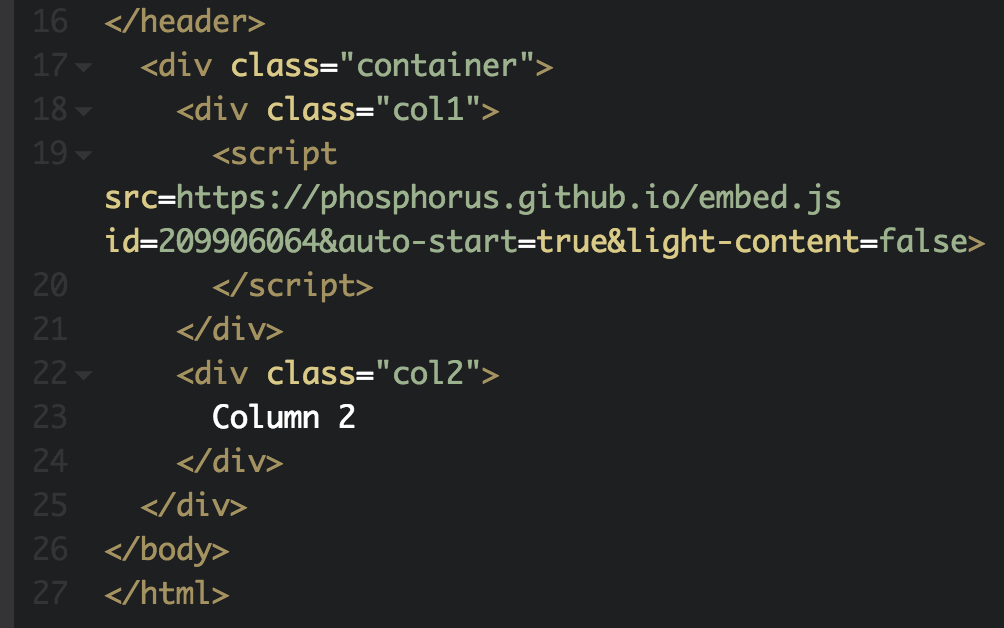 16 </header>
17 <div class="container">
18 <div class="col1">
19 <script
src=https://phosphorus.github.io/embed.js
id=209906064&auto-start=true&light-content=false>
20 </script>
21 </div>
22 <div class="col2">
23 Column 2
24 </div>
25 </div>
26 </body>
27 </html>